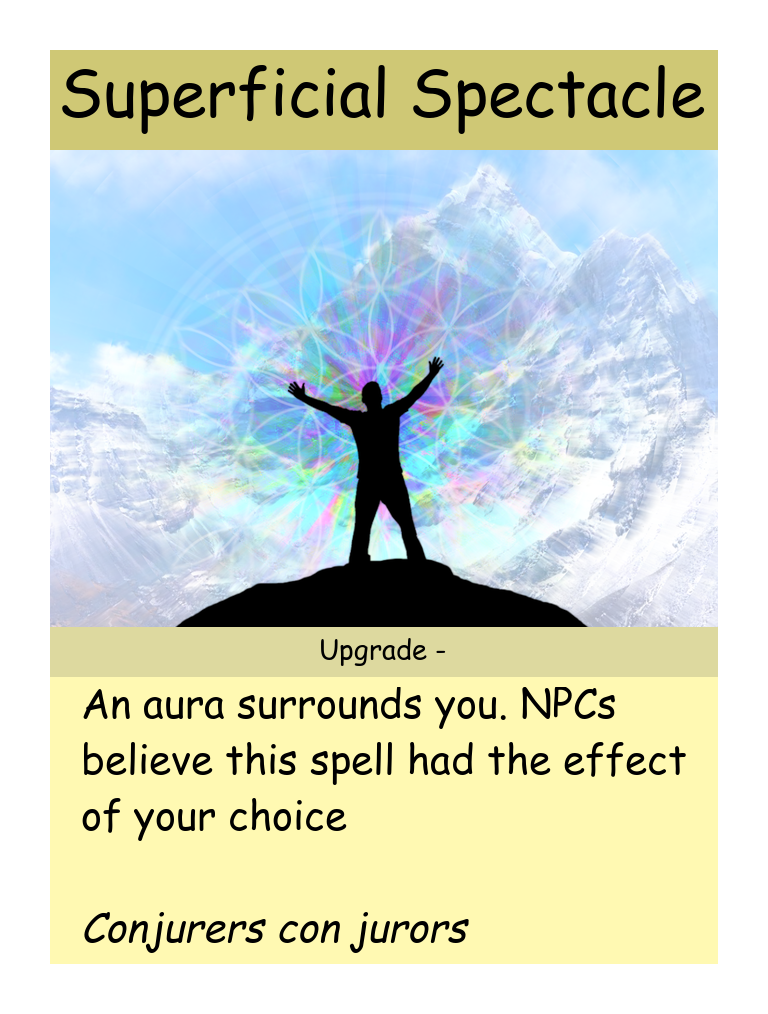 Superficial Spectacle
Upgrade -
An aura surrounds you. NPCs
believe this spell had the effect
of your choice
Conjurers con jurors